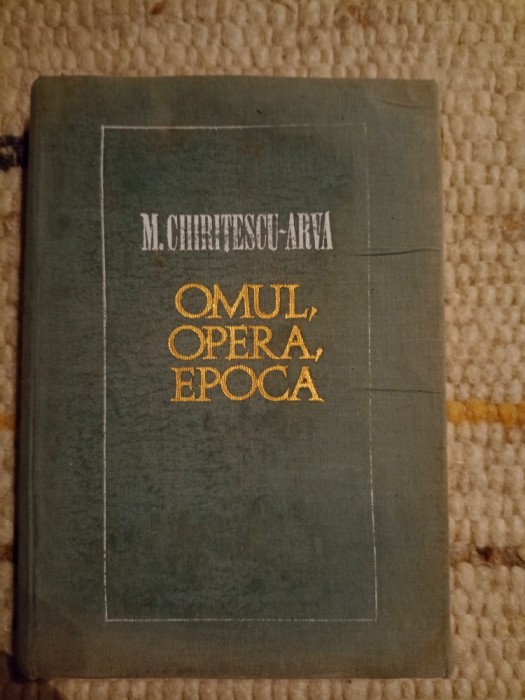 M. CHIRIȚESCU-ARVA
OMUL,
OPERA,
EPOCA